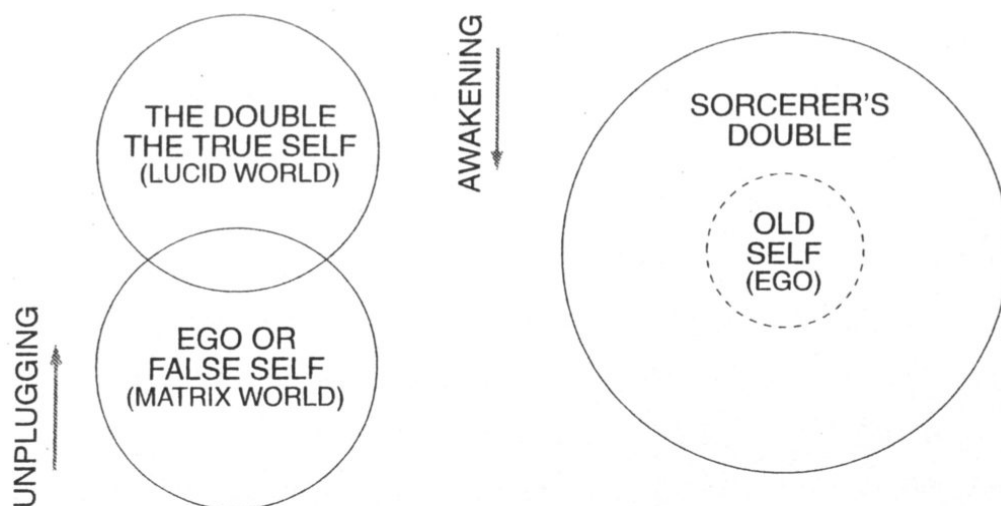 THE DOUBLE
THE TRUE SELF
(LUCID WORLD)
EGO OR
FALSE SELF
(MATRIX WORLD)
UNPLUGGING
AWAKENING
SORCERER'S
DOUBLE
OLD
SELF
(EGO)